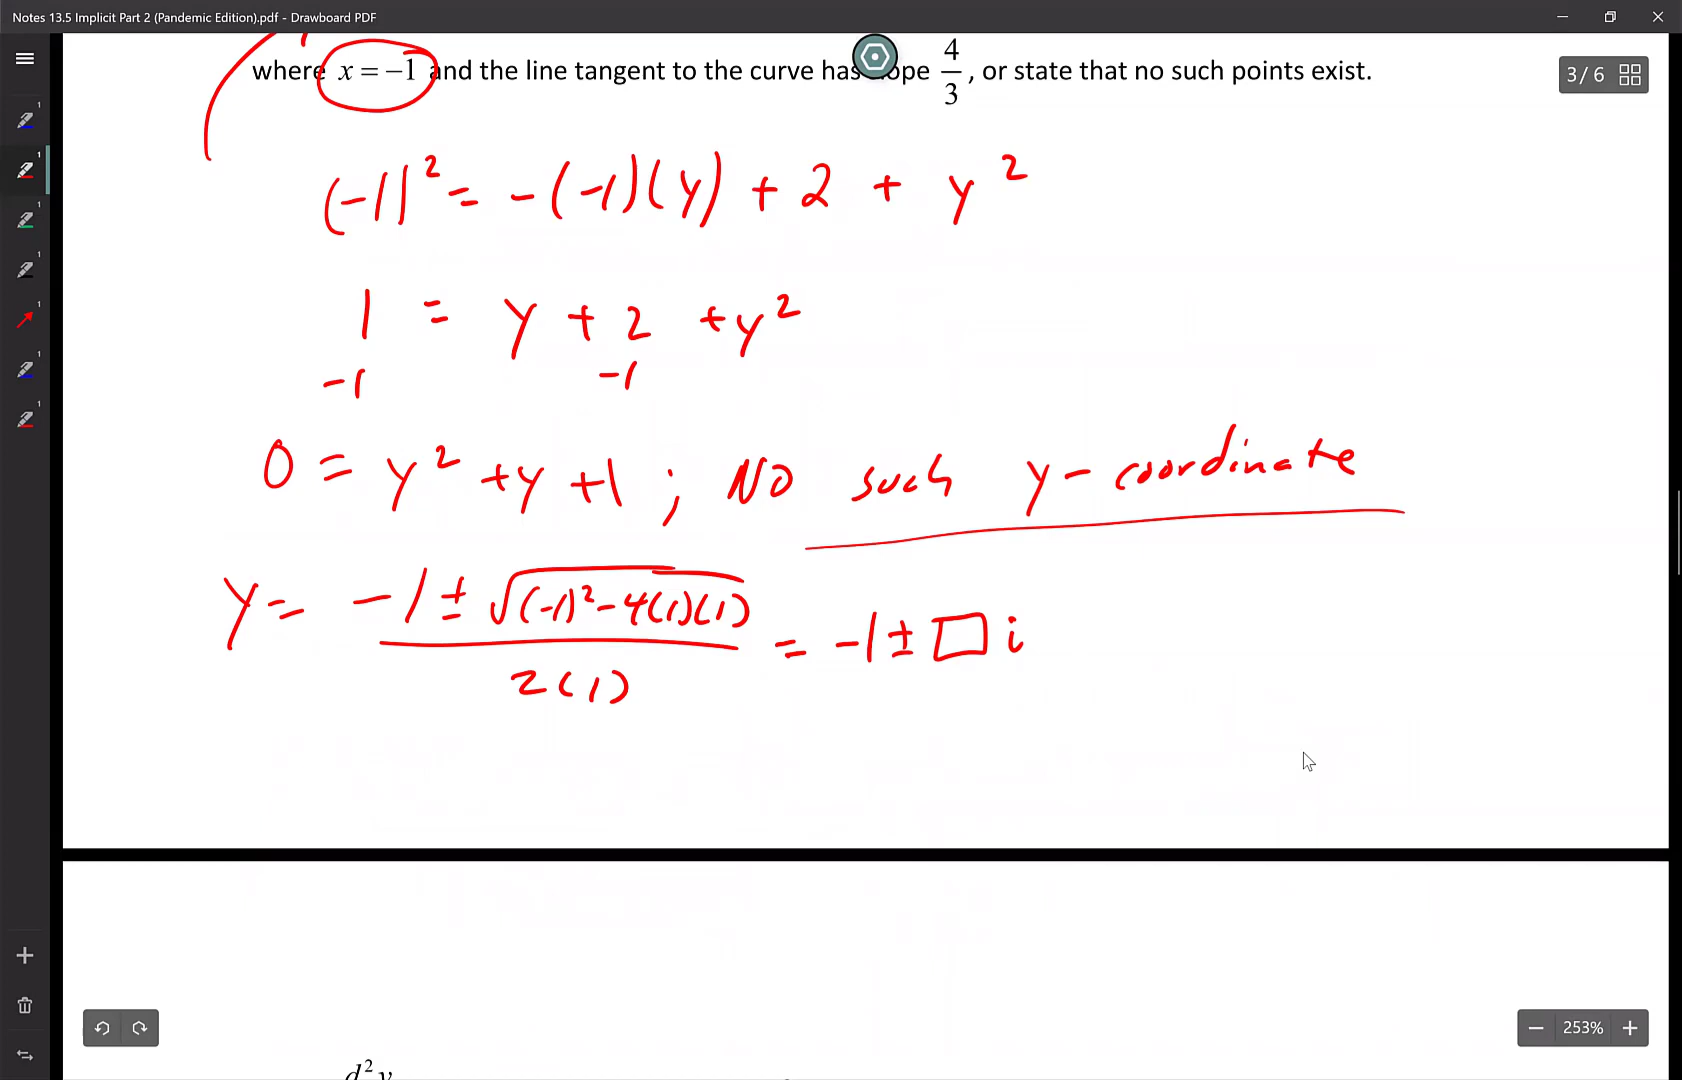 Notes 13.5 Implicit Part 2 (Pandemic Edition).pdf - Drawboard PDF
where x = −1 and the line tangent to the curve has slope 4/3, or state that no such points exist.
3 / 6
(-1)² = -(-1)(y) + 2 + y²
1 = y + 2 + y²
-1 -1
0 = y² + y + 1 ; No such y-coordinate
y = (-1 ± √((-1)² - 4(1)(1))) / 2(1) = -1 ± □ i
253%
d²y